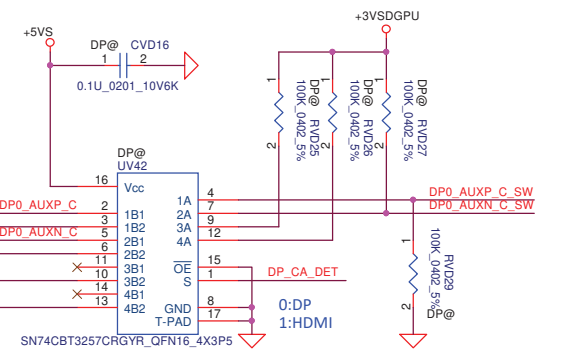 +3VSDGPU
+5VS
DP@ CVD16
1 2
0.1U_0201_10V6K
1 1 1
DP@ DP@ DP@
100K_0402_5% RVD25
100K_0402_5% RVD26
100K_0402_5% RVD27
2 2 2
DP@
UV42
16 Vcc
DP0_AUXP_C 2 1B1
3 1B2
DP0_AUXN_C 5 2B1
6 2B2
11 3B1
10 3B2
14 4B1
13 4B2
1A 4 DP0_AUXP_C_SW
2A 7 DP0_AUXN_C_SW
3A 9
4A 12
OE 15
S 1 DP_CA_DET
GND 8
T-PAD 17
0:DP
1:HDMI
1
100K_0402_5%
RVD29
2
DP@
SN74CBT3257CRGYR_QFN16_4X3P5